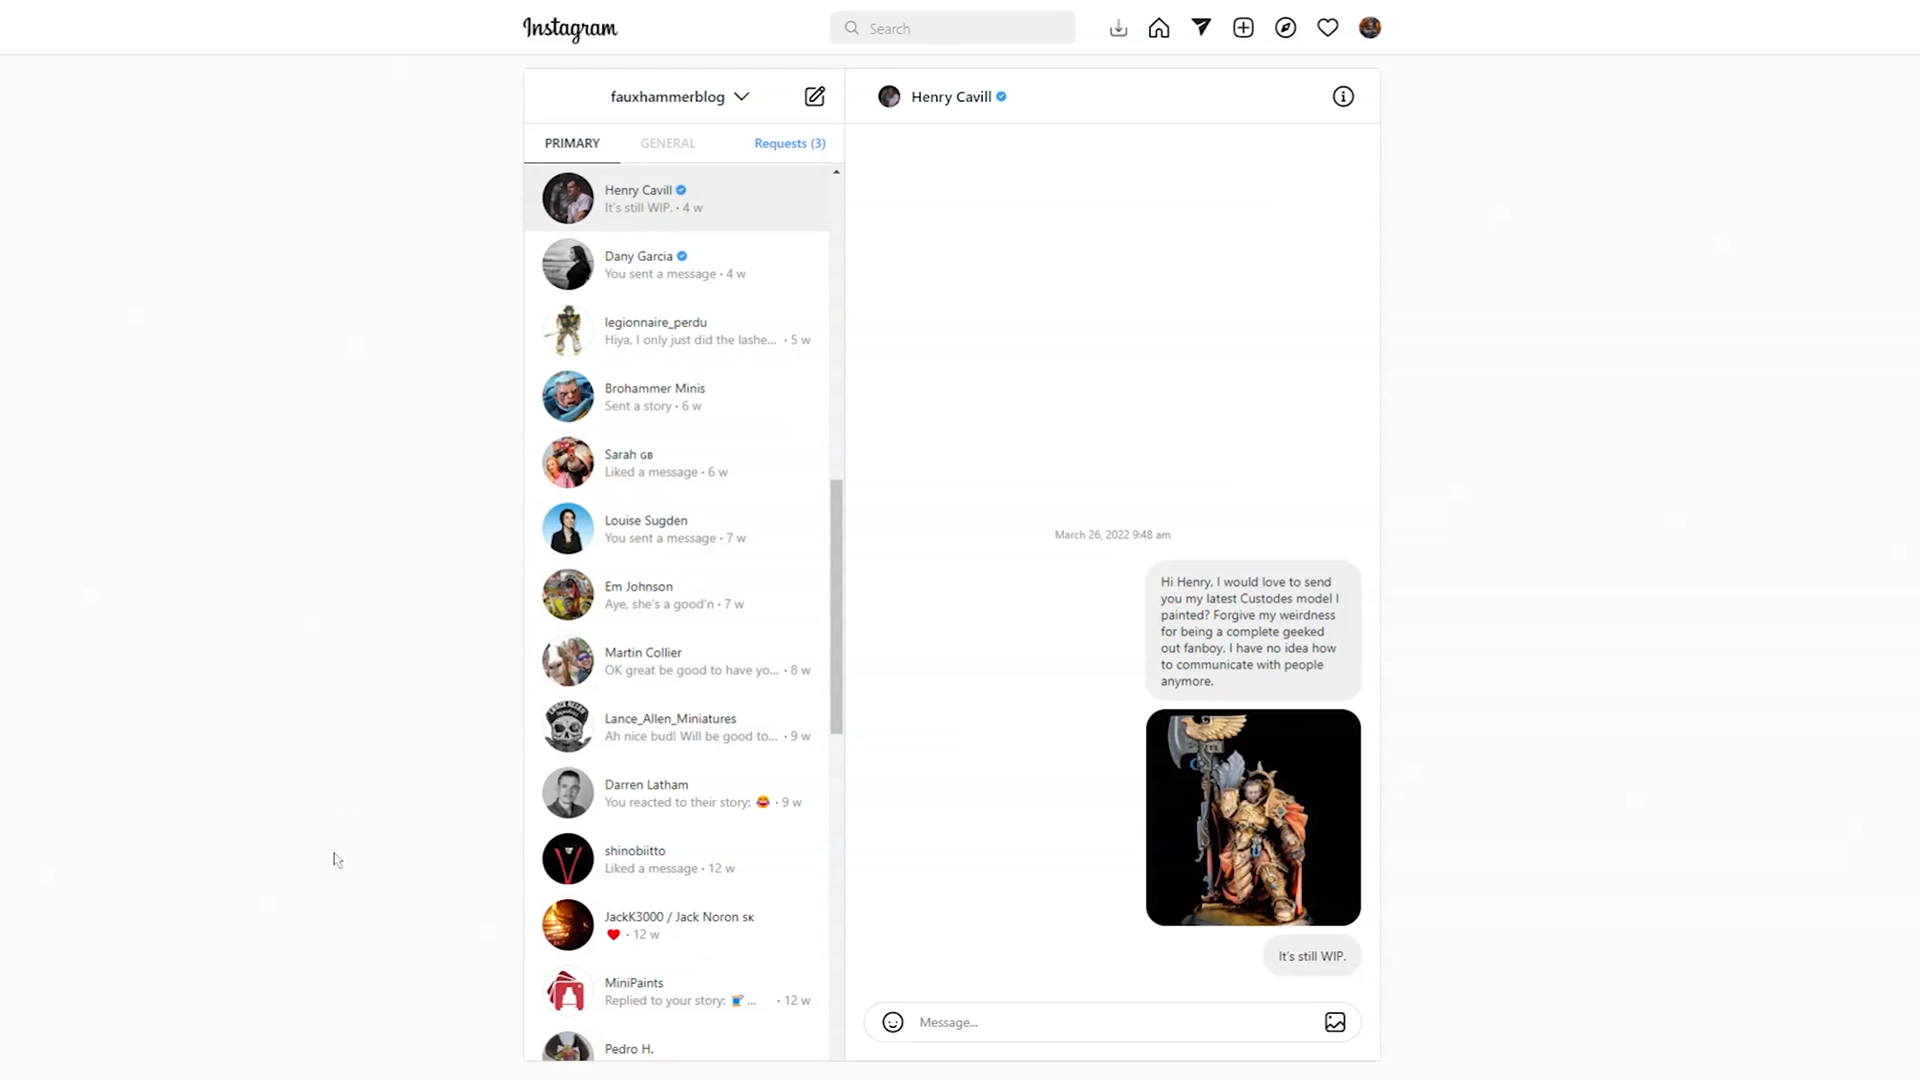 Instagram
Search
fauxhammerblog
Henry Cavill
PRIMARY
GENERAL
Requests (3)
Henry Cavill
It's still WIP. · 4 w
Dany Garcia
You sent a message · 4 w
legionnaire_perdu
Hiya, I only just did the lashe... · 5 w
Brohammer Minis
Sent a story · 6 w
Sarah GB
Liked a message · 6 w
Louise Sugden
You sent a message · 7 w
Em Johnson
Aye, she's a good'n · 7 w
Martin Collier
OK great be good to have yo... · 8 w
Lance_Allen_Miniatures
Ah nice bud! Will be good to... · 9 w
Darren Latham
You reacted to their story: 😂 · 9 w
shinobiitto
Liked a message · 12 w
JackK3000 / Jack Noron SK
❤️ · 12 w
MiniPaints
Replied to your story: 🧵 ... · 12 w
Pedro H.
March 26, 2022 9:48 am
Hi Henry, I would love to send
you my latest Custodes model I
painted? Forgive my weirdness
for being a complete geeked
out fanboy. I have no idea how
to communicate with people
anymore.
It's still WIP.
Message...